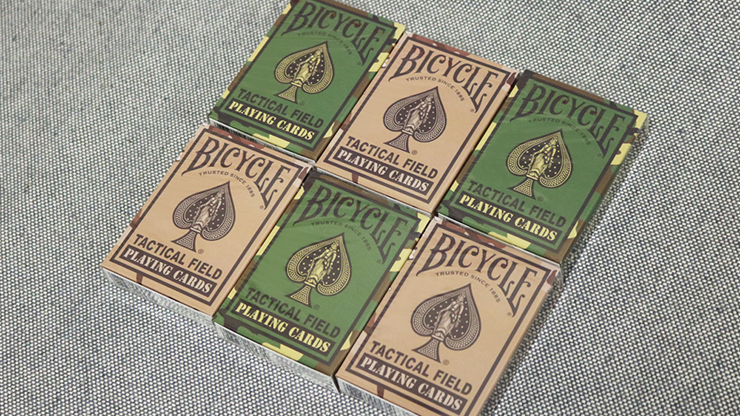 BICYCLE
TRUSTED SINCE 1885
®
TACTICAL FIELD
PLAYING CARDS
BICYCLE
TRUSTED SINCE 1885
®
TACTICAL FIELD
PLAYING CARDS
BICYCLE
TRUSTED SINCE 1885
®
TACTICAL FIELD
PLAYING CARDS
BICYCLE
TRUSTED SINCE 1885
®
TACTICAL FIELD
PLAYING CARDS
BICYCLE
TRUSTED SINCE 1885
®
TACTICAL FIELD
PLAYING CARDS
BICYCLE
TRUSTED SINCE 1885
®
TACTICAL FIELD
PLAYING CARDS